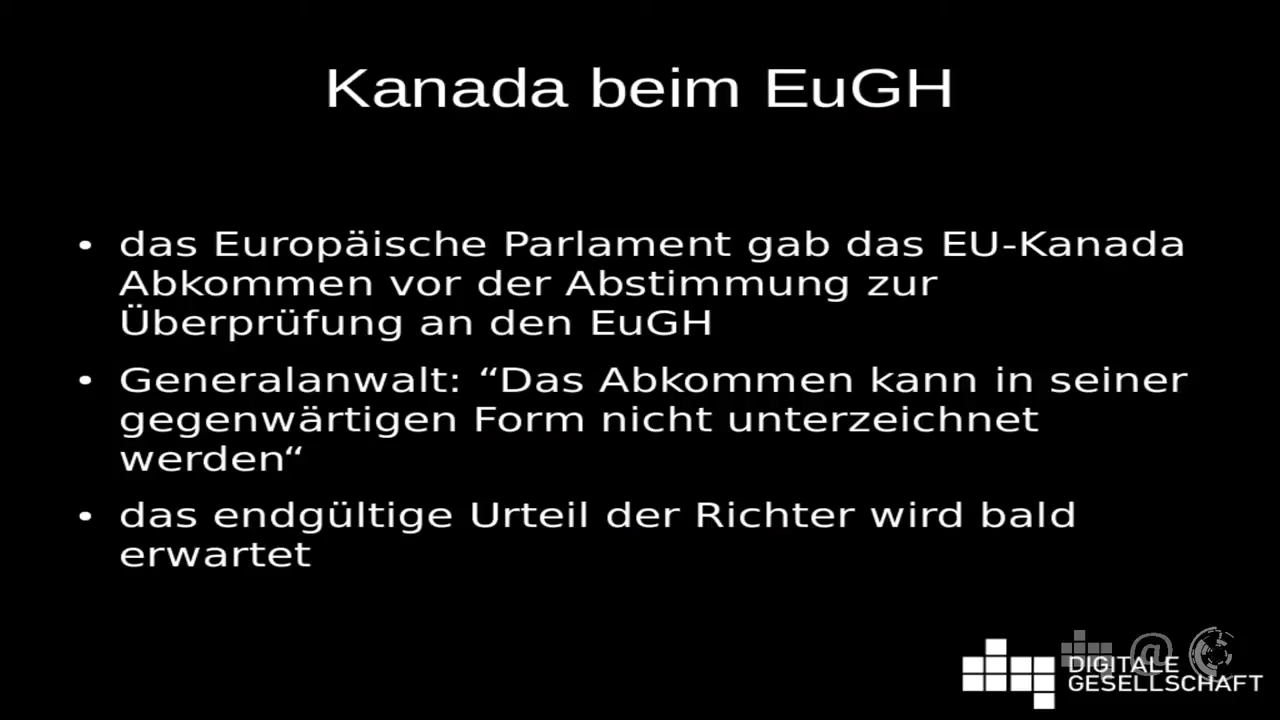 Kanada beim EuGH
• das Europäische Parlament gab das EU-Kanada
Abkommen vor der Abstimmung zur
Überprüfung an den EuGH
• Generalanwalt: “Das Abkommen kann in seiner
gegenwärtigen Form nicht unterzeichnet
werden“
• das endgültige Urteil der Richter wird bald
erwartet
@
DIGITALE
GESELLSCHAFT